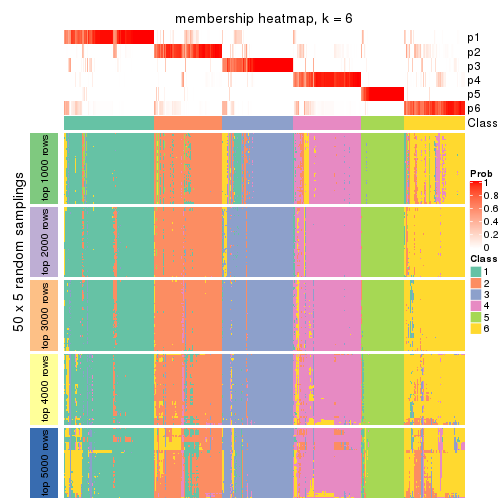 membership heatmap, k = 6
p1
p2
p3
p4
p5
p6
Class
50 x 5 random samplings
top 1000 rows
top 2000 rows
top 3000 rows
top 4000 rows
top 5000 rows
Prob
1
0.8
0.6
0.4
0.2
0
Class
1
2
3
4
5
6